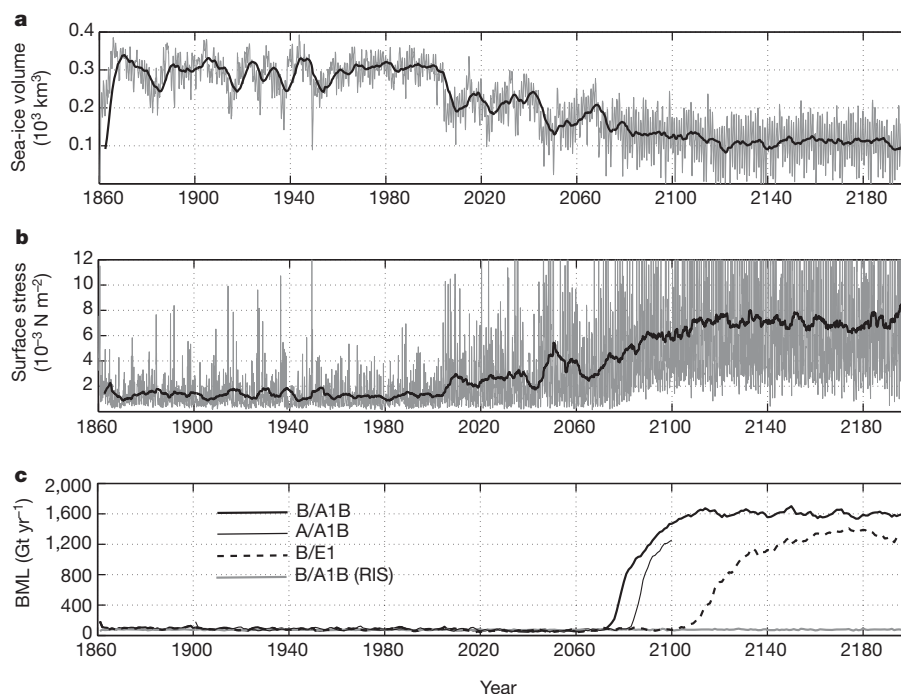 a
Sea-ice volume
(10³ km³)
0.4
0.3
0.2
0.1
1860 1900 1940 1980 2020 2060 2100 2140 2180
b
Surface stress
(10⁻³ N m⁻²)
12
10
8
6
4
2
1860 1900 1940 1980 2020 2060 2100 2140 2180
c
BML (Gt yr⁻¹)
2,000
1,600
1,200
800
400
0
B/A1B
A/A1B
B/E1
B/A1B (RIS)
1860 1900 1940 1980 2020 2060 2100 2140 2180
Year